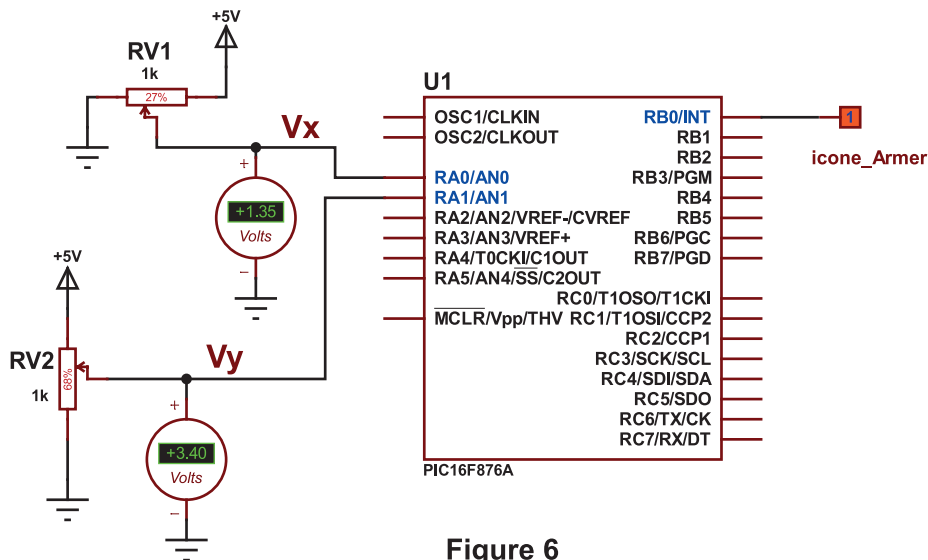 +5V
RV1
1k
27%
Vx
+
+1.35
Volts
−
+5V
RV2
1k
68%
Vy
+
+3.40
Volts
−
U1
OSC1/CLKIN
OSC2/CLKOUT
RA0/AN0
RA1/AN1
RA2/AN2/VREF-/CVREF
RA3/AN3/VREF+
RA4/T0CKI/C1OUT
RA5/AN4/SS/C2OUT
MCLR/Vpp/THV
RB0/INT
RB1
RB2
RB3/PGM
RB4
RB5
RB6/PGC
RB7/PGD
RC0/T1OSO/T1CKI
RC1/T1OSI/CCP2
RC2/CCP1
RC3/SCK/SCL
RC4/SDI/SDA
RC5/SDO
RC6/TX/CK
RC7/RX/DT
PIC16F876A
1
icone_Armer
Figure 6